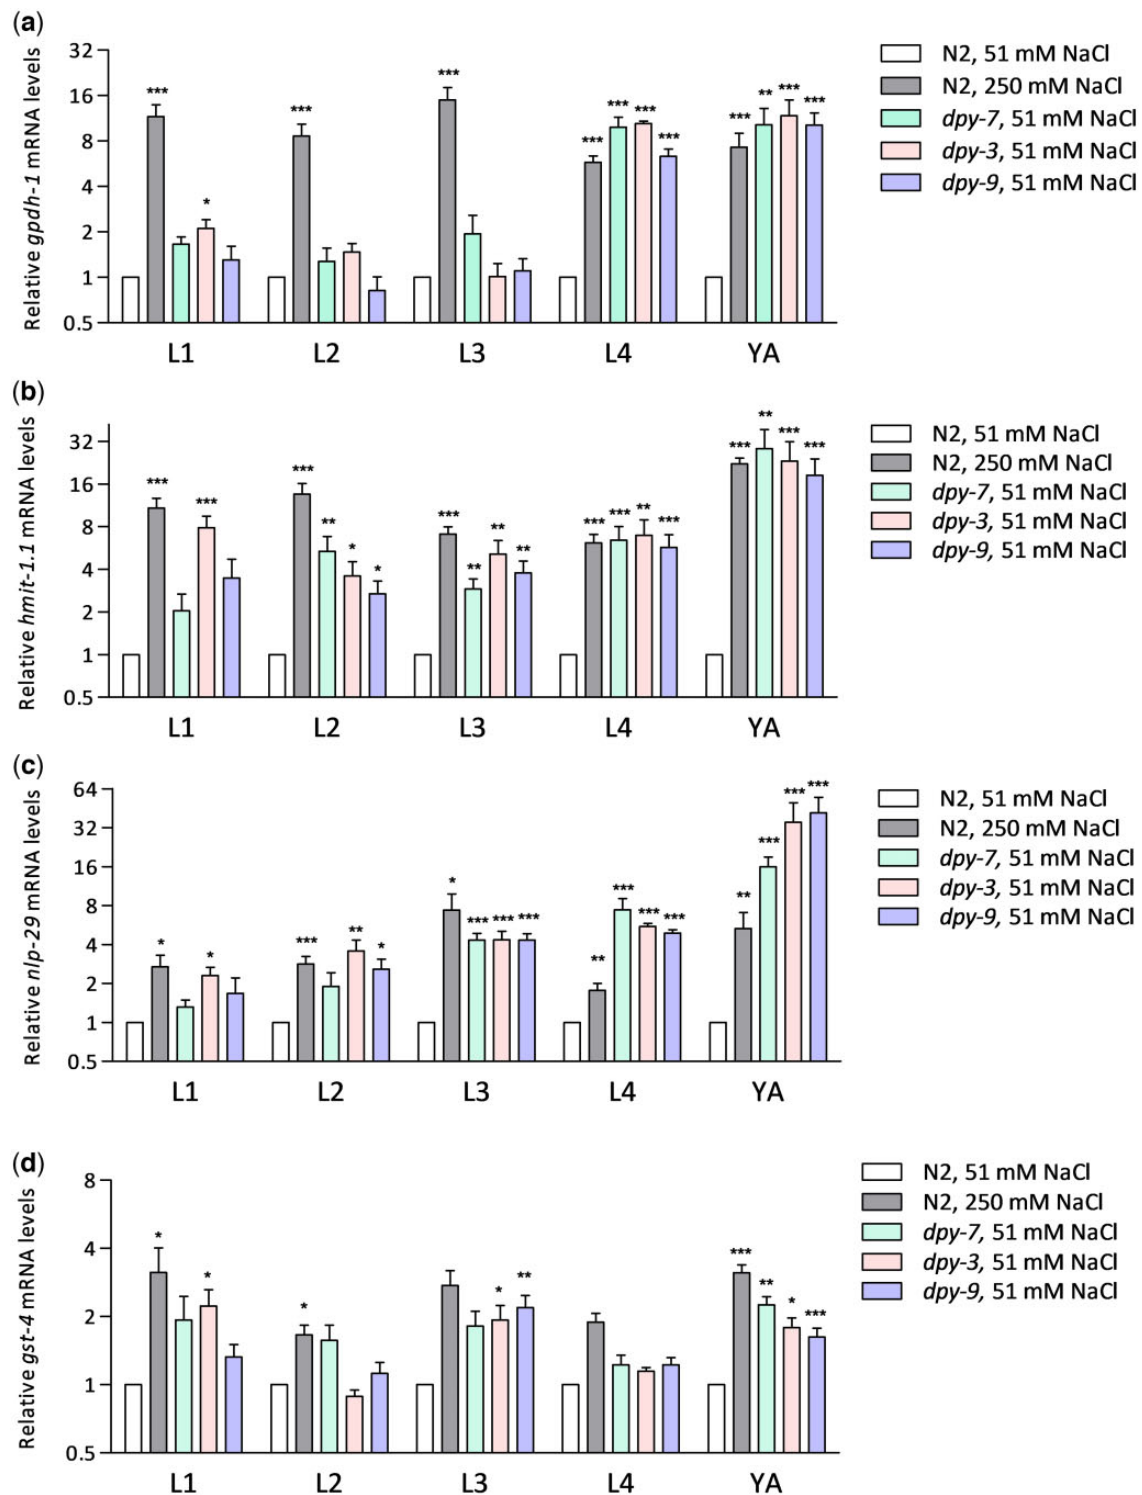 (a)
Relative gpdh-1 mRNA levels
32
16
8
4
2
1
0.5
*** * *** *** *** *** *** *** *** ** *** ***
L1 L2 L3 L4 YA
N2, 51 mM NaCl
N2, 250 mM NaCl
dpy-7, 51 mM NaCl
dpy-3, 51 mM NaCl
dpy-9, 51 mM NaCl
(b)
Relative hmit-1.1 mRNA levels
32
16
8
4
2
1
0.5
*** *** *** ** * * *** ** ** ** *** *** ** *** *** ** *** ***
L1 L2 L3 L4 YA
N2, 51 mM NaCl
N2, 250 mM NaCl
dpy-7, 51 mM NaCl
dpy-3, 51 mM NaCl
dpy-9, 51 mM NaCl
(c)
Relative nlp-29 mRNA levels
64
32
16
8
4
2
1
0.5
* * *** ** * * *** *** *** ** *** *** *** ** *** *** ***
L1 L2 L3 L4 YA
N2, 51 mM NaCl
N2, 250 mM NaCl
dpy-7, 51 mM NaCl
dpy-3, 51 mM NaCl
dpy-9, 51 mM NaCl
(d)
Relative gst-4 mRNA levels
8
4
2
1
0.5
* * * * ** *** ** * ***
L1 L2 L3 L4 YA
N2, 51 mM NaCl
N2, 250 mM NaCl
dpy-7, 51 mM NaCl
dpy-3, 51 mM NaCl
dpy-9, 51 mM NaCl